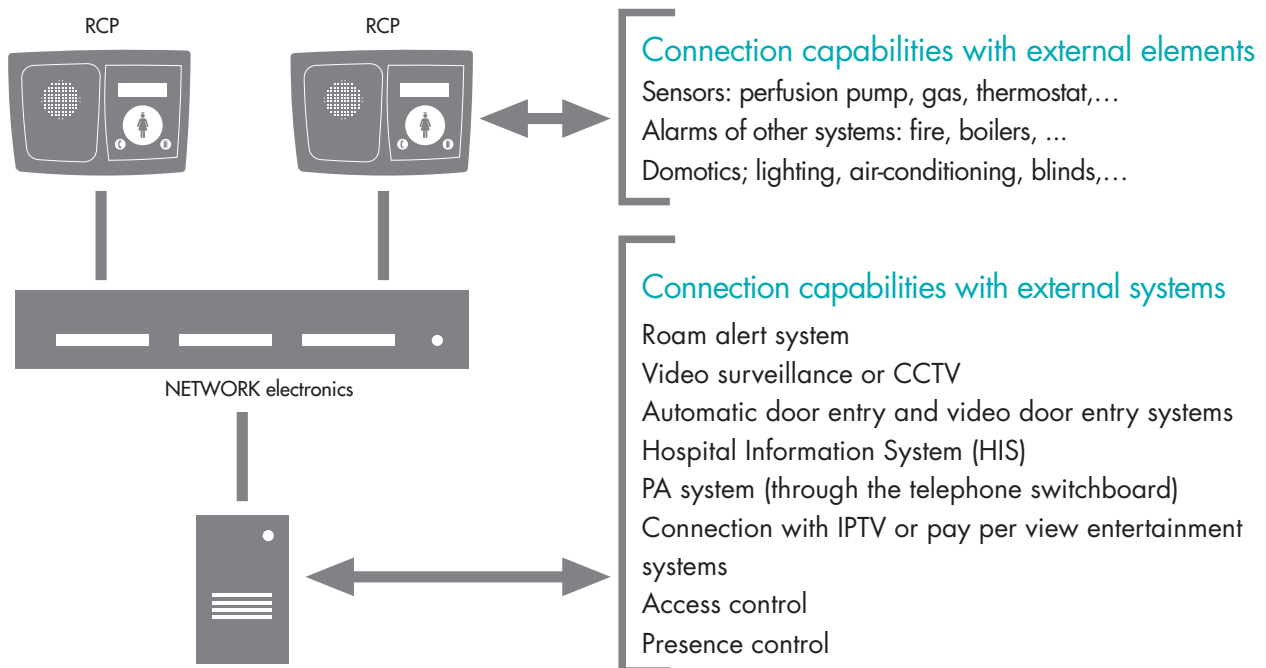 RCP
RCP
Connection capabilities with external elements
Sensors: perfusion pump, gas, thermostat,…
Alarms of other systems: fire, boilers, ...
Domotics; lighting, air-conditioning, blinds,…
NETWORK electronics
Connection capabilities with external systems
Roam alert system
Video surveillance or CCTV
Automatic door entry and video door entry systems
Hospital Information System (HIS)
PA system (through the telephone switchboard)
Connection with IPTV or pay per view entertainment
systems
Access control
Presence control